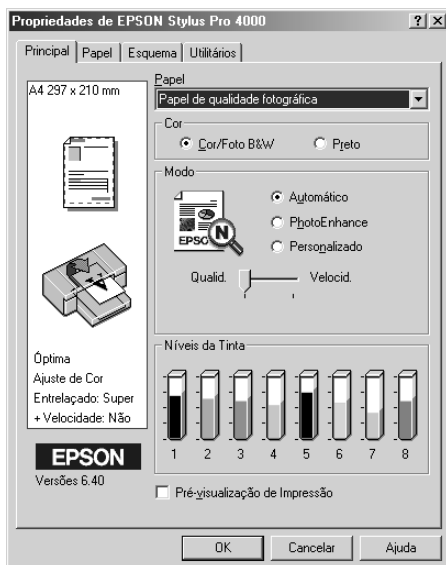 Propriedades de EPSON Stylus Pro 4000
Principal Papel Esquema Utilitários
A4 297 x 210 mm
Papel
Papel de qualidade fotográfica
Cor
Cor/Foto B&W Preto
Modo
EPSON
N
Automático
PhotoEnhance
Personalizado
Qualid. Velocid.
Óptima
Ajuste de Cor
Entrelaçado: Super
+ Velocidade: Não
Níveis da Tinta
1 2 3 4 5 6 7 8
EPSON
Versões 6.40
Pré-visualização de Impressão
OK Cancelar Ajuda